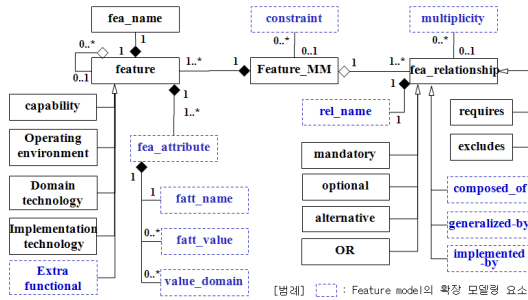 fea_name
constraint
multiplicity
0..*
1
0..*
0..1
0..*
0..1
0..1
1
feature
1..*
1
Feature_MM
1
1..*
fea_relationship
1
1..*
1
1
rel_name
capability
Operating
environment
Domain
technology
Implementation
technology
Extra
functional
fea_attribute
1
1
fatt_name
0..*
fatt_value
0..*
value_domain
mandatory
optional
alternative
OR
requires
excludes
composed_of
generalized-by
implemented
-by
[범례] : Feature model의 확장 모델링 요소